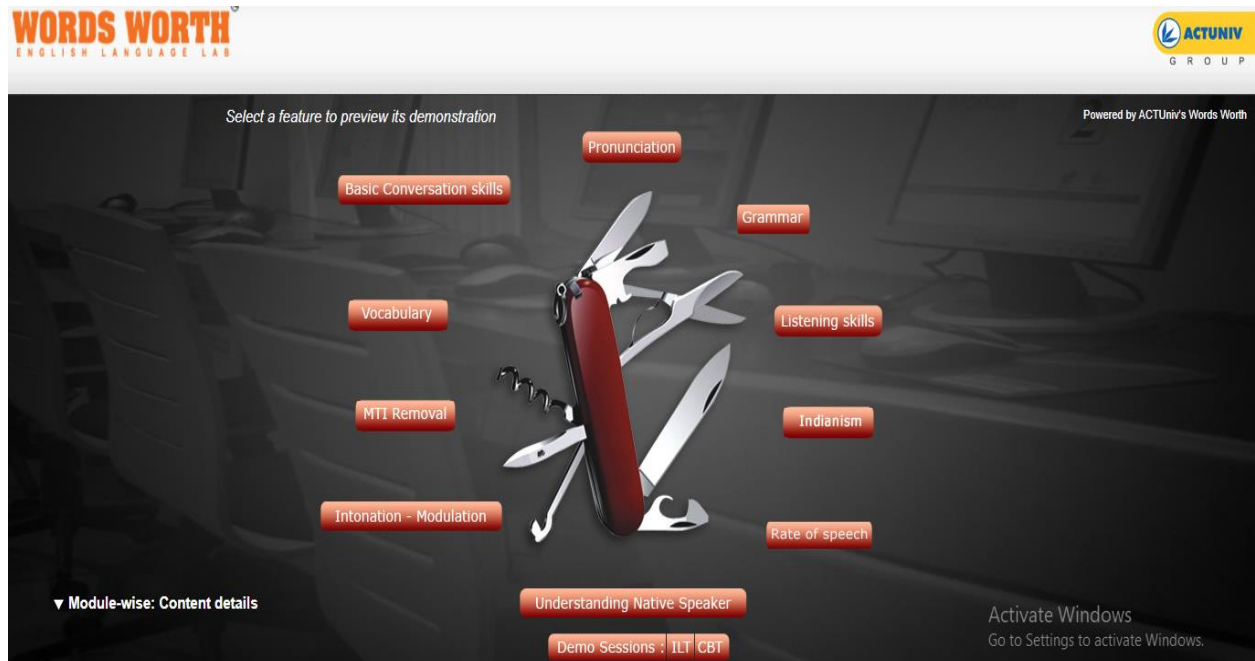 WORDS WORTH
ENGLISH LANGUAGE LAB
ACTUNIV
GROUP
Select a feature to preview its demonstration
Powered by ACTUniv's Words Worth
Pronunciation
Basic Conversation skills
Grammar
Vocabulary
Listening skills
MTI Removal
Indianism
Intonation - Modulation
Rate of speech
▼ Module-wise: Content details
Understanding Native Speaker
Demo Sessions : ILT CBT
Activate Windows
Go to Settings to activate Windows.